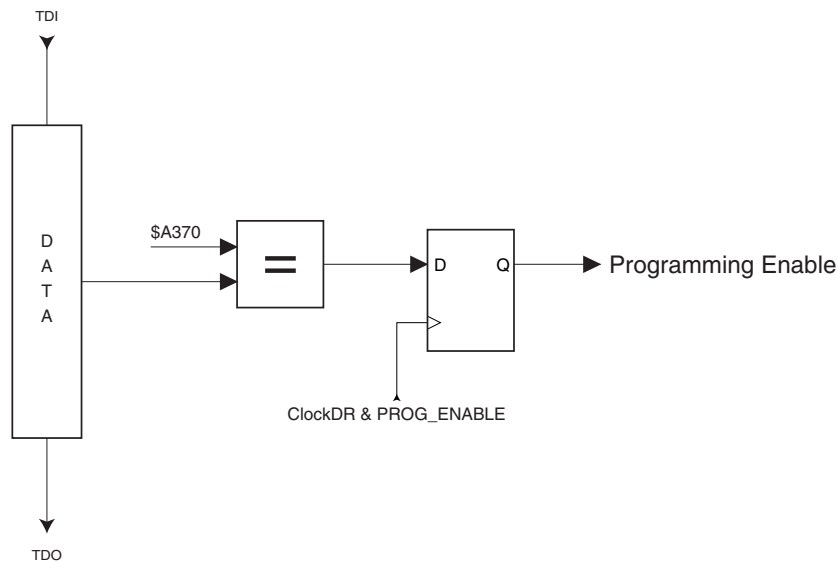 TDI
D
A
T
A
$A370
=
D
Q
Programming Enable
ClockDR & PROG_ENABLE
TDO